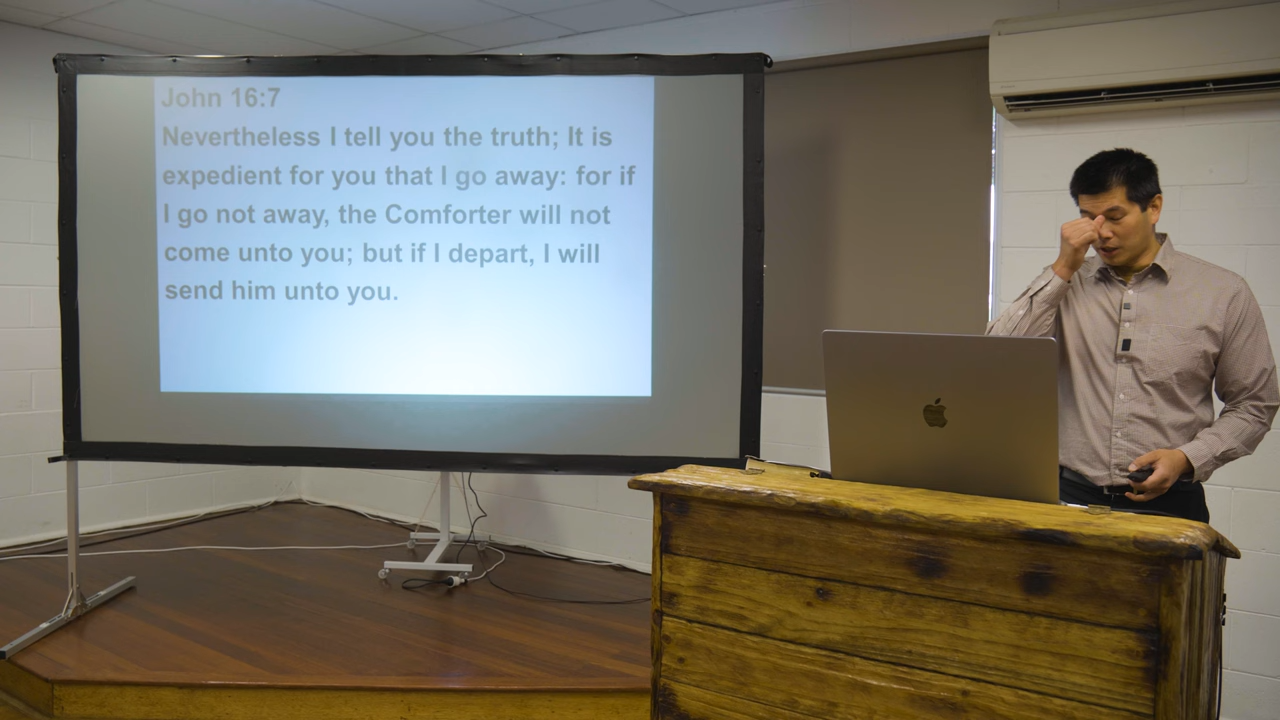 John 16:7
Nevertheless I tell you the truth; It is
expedient for you that I go away: for if
I go not away, the Comforter will not
come unto you; but if I depart, I will
send him unto you.